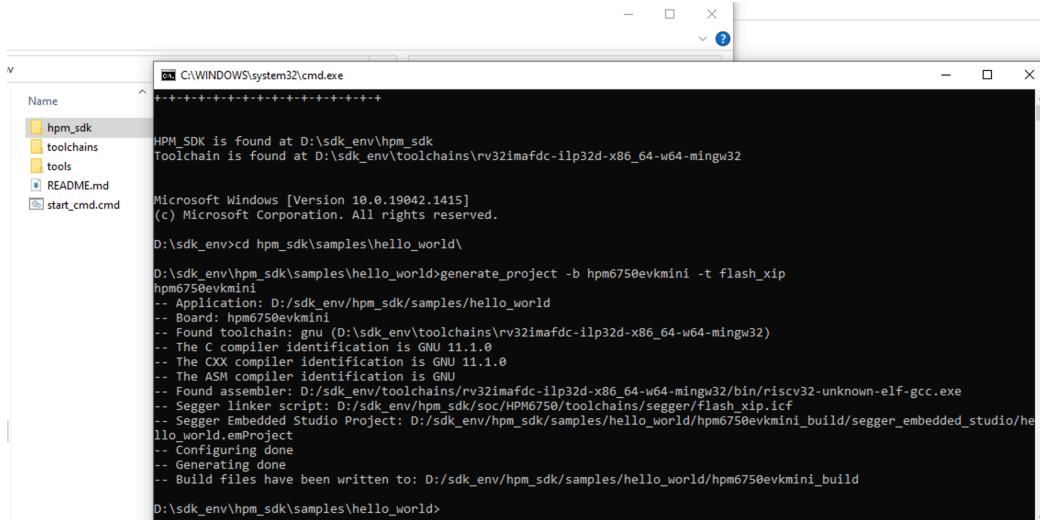 Name
hpm_sdk
toolchains
tools
README.md
start_cmd.cmd
C:\WINDOWS\system32\cmd.exe
+-+-+-+-+-+-+-+-+-+-+-+-+-+-+-+
HPM_SDK is found at D:\sdk_env\hpm_sdk
Toolchain is found at D:\sdk_env\toolchains\rv32imafdc-ilp32d-x86_64-w64-mingw32
Microsoft Windows [Version 10.0.19042.1415]
(c) Microsoft Corporation. All rights reserved.
D:\sdk_env>cd hpm_sdk\samples\hello_world\
D:\sdk_env\hpm_sdk\samples\hello_world>generate_project -b hpm6750evkmini -t flash_xip
hpm6750evkmini
-- Application: D:/sdk_env/hpm_sdk/samples/hello_world
-- Board: hpm6750evkmini
-- Found toolchain: gnu (D:\sdk_env\toolchains\rv32imafdc-ilp32d-x86_64-w64-mingw32)
-- The C compiler identification is GNU 11.1.0
-- The CXX compiler identification is GNU 11.1.0
-- The ASM compiler identification is GNU
-- Found assembler: D:/sdk_env/toolchains/rv32imafdc-ilp32d-x86_64-w64-mingw32/bin/riscv32-unknown-elf-gcc.exe
-- Segger linker script: D:/sdk_env/hpm_sdk/soc/HPM6750/toolchains/segger/flash_xip.icf
-- Segger Embedded Studio Project: D:/sdk_env/hpm_sdk/samples/hello_world/hpm6750evkmini_build/segger_embedded_studio/he
llo_world.emProject
-- Configuring done
-- Generating done
-- Build files have been written to: D:/sdk_env/hpm_sdk/samples/hello_world/hpm6750evkmini_build
D:\sdk_env\hpm_sdk\samples\hello_world>